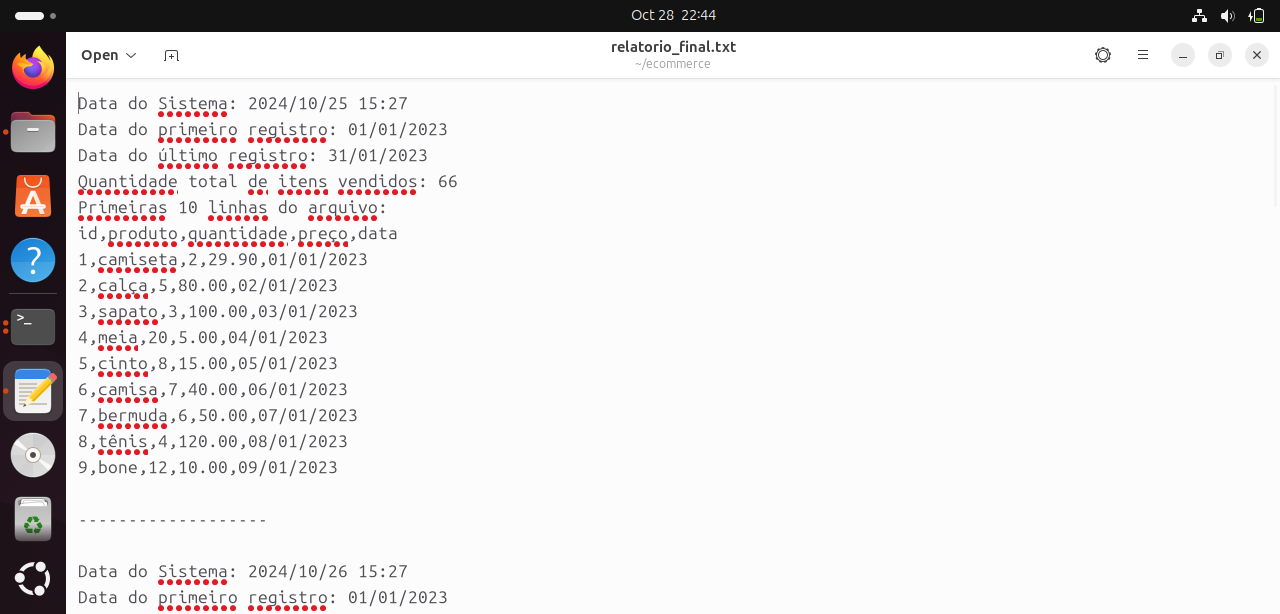 Oct 28 22:44
Open
relatorio_final.txt
~/ecommerce
Data do Sistema: 2024/10/25 15:27
Data do primeiro registro: 01/01/2023
Data do último registro: 31/01/2023
Quantidade total de itens vendidos: 66
Primeiras 10 linhas do arquivo:
id,produto,quantidade,preço,data
1,camiseta,2,29.90,01/01/2023
2,calça,5,80.00,02/01/2023
3,sapato,3,100.00,03/01/2023
4,meia,20,5.00,04/01/2023
5,cinto,8,15.00,05/01/2023
6,camisa,7,40.00,06/01/2023
7,bermuda,6,50.00,07/01/2023
8,tênis,4,120.00,08/01/2023
9,bone,12,10.00,09/01/2023
-------------------
Data do Sistema: 2024/10/26 15:27
Data do primeiro registro: 01/01/2023